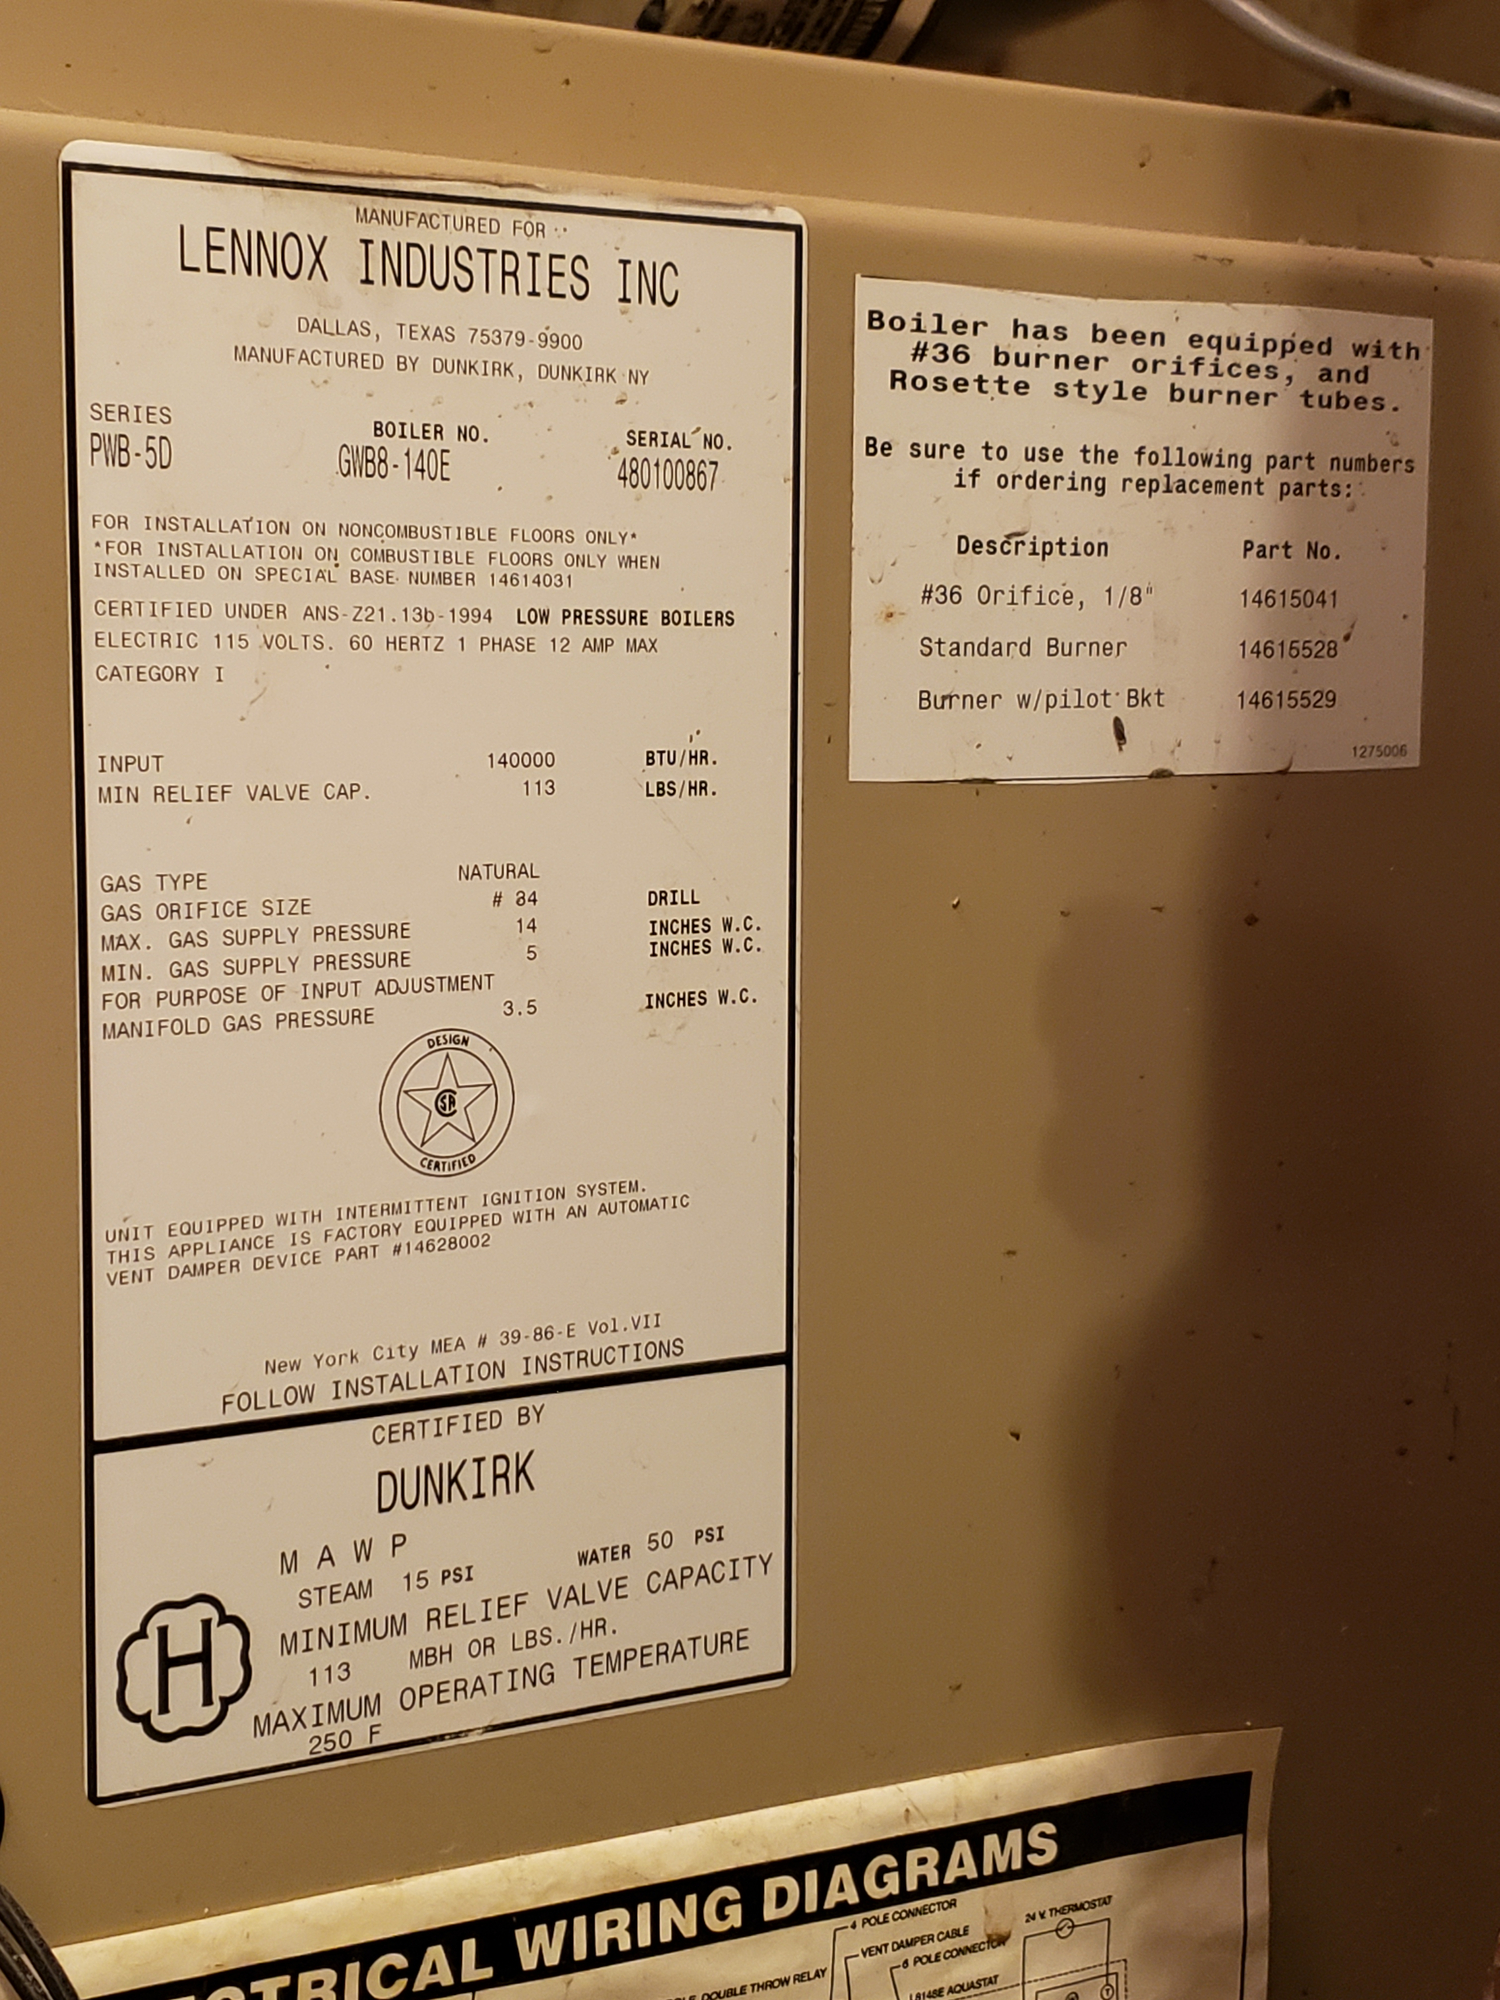 MANUFACTURED FOR
LENNOX INDUSTRIES INC
DALLAS, TEXAS 75379-9900
MANUFACTURED BY DUNKIRK, DUNKIRK NY
SERIES BOILER NO. SERIAL NO.
PWB-5D GWB8-140E 480100867
FOR INSTALLATION ON NONCOMBUSTIBLE FLOORS ONLY*
*FOR INSTALLATION ON COMBUSTIBLE FLOORS ONLY WHEN
INSTALLED ON SPECIAL BASE NUMBER 14614031
CERTIFIED UNDER ANS-Z21.13b-1994 LOW PRESSURE BOILERS
ELECTRIC 115 VOLTS. 60 HERTZ 1 PHASE 12 AMP MAX
CATEGORY I
INPUT 140000 BTU/HR.
MIN RELIEF VALVE CAP. 113 LBS/HR.
GAS TYPE NATURAL
GAS ORIFICE SIZE # 34 DRILL
MAX. GAS SUPPLY PRESSURE 14 INCHES W.C.
MIN. GAS SUPPLY PRESSURE 5 INCHES W.C.
FOR PURPOSE OF INPUT ADJUSTMENT
MANIFOLD GAS PRESSURE 3.5 INCHES W.C.
DESIGN
CERTIFIED
UNIT EQUIPPED WITH INTERMITTENT IGNITION SYSTEM.
THIS APPLIANCE IS FACTORY EQUIPPED WITH AN AUTOMATIC
VENT DAMPER DEVICE PART #14628002
New York City MEA # 39-86-E Vol.VII
FOLLOW INSTALLATION INSTRUCTIONS
CERTIFIED BY
DUNKIRK
M A W P
STEAM 15 PSI WATER 50 PSI
MINIMUM RELIEF VALVE CAPACITY
113 MBH OR LBS./HR.
MAXIMUM OPERATING TEMPERATURE
250 F
H
Boiler has been equipped with
#36 burner orifices, and
Rosette style burner tubes.
Be sure to use the following part numbers
if ordering replacement parts:
Description Part No.
#36 Orifice, 1/8" 14615041
Standard Burner 14615528
Burner w/pilot Bkt 14615529
1275006
CTRICAL WIRING DIAGRAMS
4 POLE CONNECTOR
VENT DAMPER CABLE
6 POLE CONNECTOR
24 V. THERMOSTAT
DOUBLE THROW RELAY
L8148E AQUASTAT
T